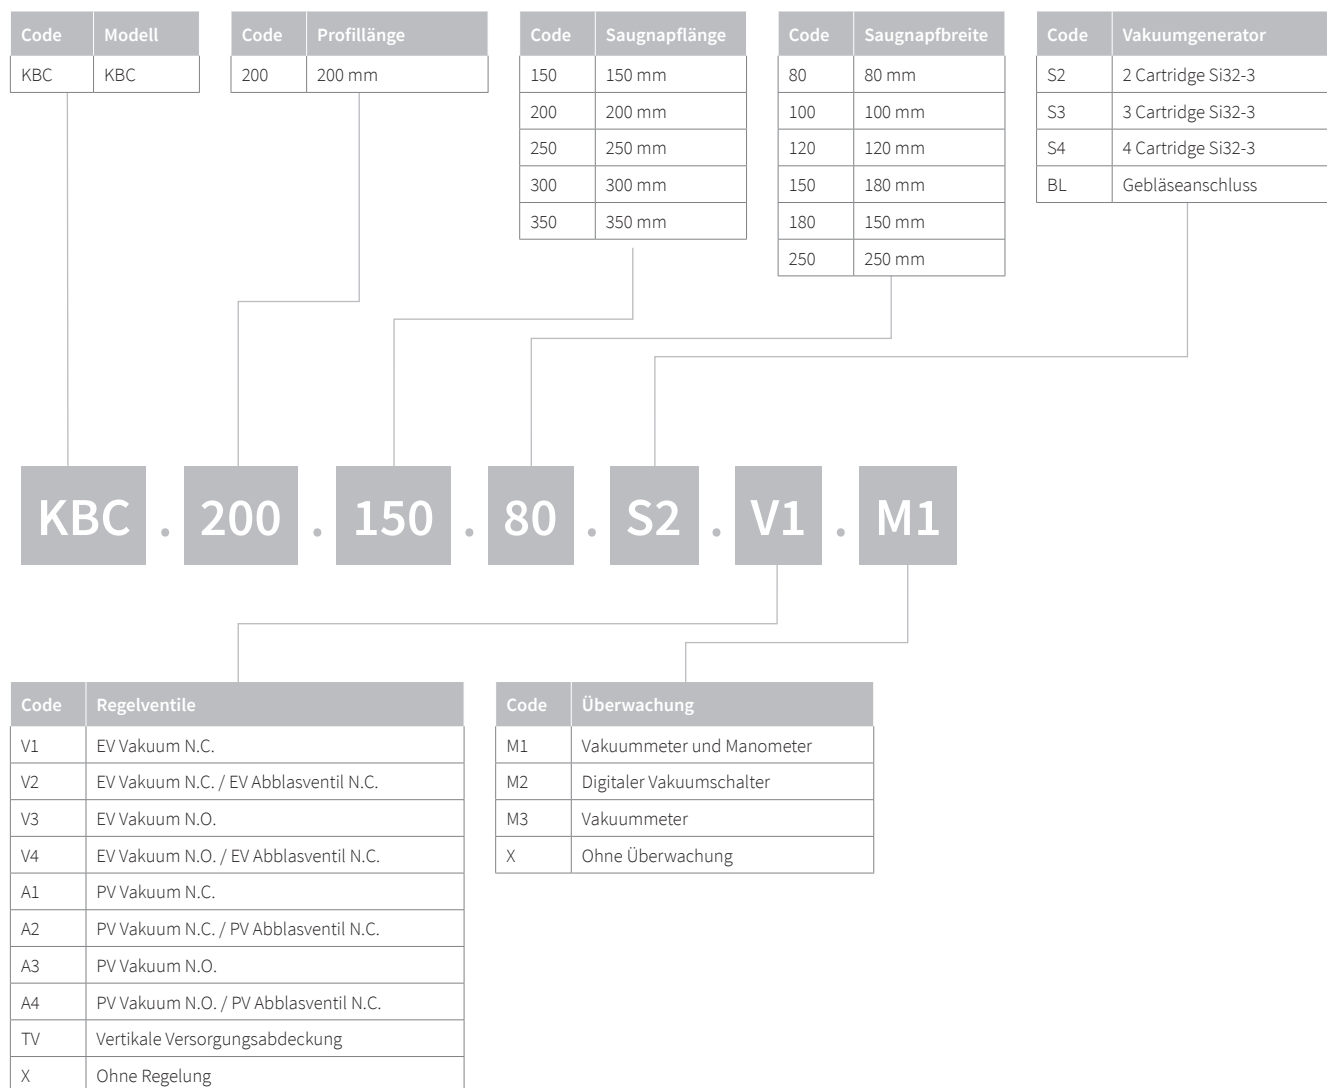 Code Modell
KBC KBC
Code Profillänge
200 200 mm
Code Saugnapflänge
150 150 mm
200 200 mm
250 250 mm
300 300 mm
350 350 mm
Code Saugnapfbreite
80 80 mm
100 100 mm
120 120 mm
150 180 mm
180 150 mm
250 250 mm
Code Vakuumgenerator
S2 2 Cartridge Si32-3
S3 3 Cartridge Si32-3
S4 4 Cartridge Si32-3
BL Gebläseanschluss
KBC . 200 . 150 . 80 . S2 . V1 . M1
Code Regelventile
V1 EV Vakuum N.C.
V2 EV Vakuum N.C. / EV Abblasventil N.C.
V3 EV Vakuum N.O.
V4 EV Vakuum N.O. / EV Abblasventil N.C.
A1 PV Vakuum N.C.
A2 PV Vakuum N.C. / PV Abblasventil N.C.
A3 PV Vakuum N.O.
A4 PV Vakuum N.O. / PV Abblasventil N.C.
TV Vertikale Versorgungsabdeckung
X Ohne Regelung
Code Überwachung
M1 Vakuummeter und Manometer
M2 Digitaler Vakuumschalter
M3 Vakuummeter
X Ohne Überwachung